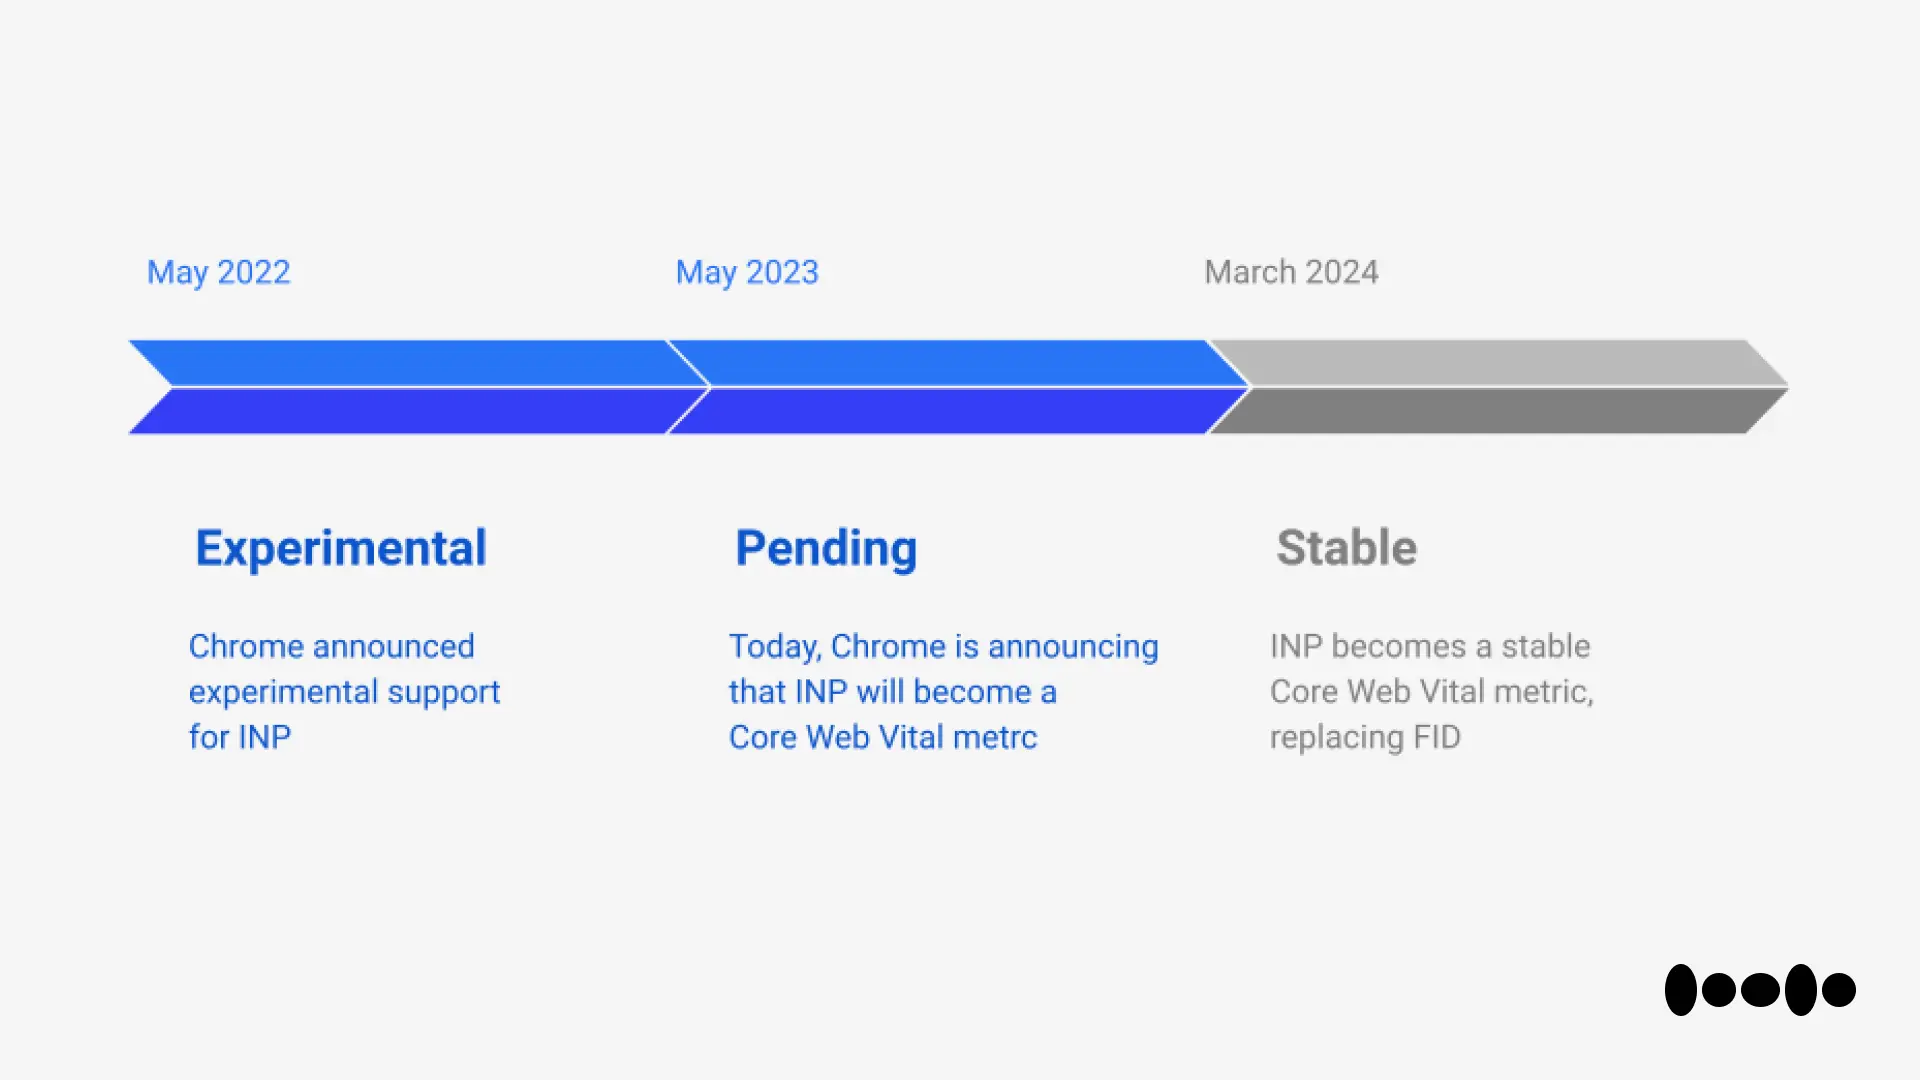 May 2022
May 2023
March 2024
Experimental
Pending
Stable
Chrome announced
experimental support
for INP
Today, Chrome is announcing
that INP will become a
Core Web Vital metrc
INP becomes a stable
Core Web Vital metric,
replacing FID